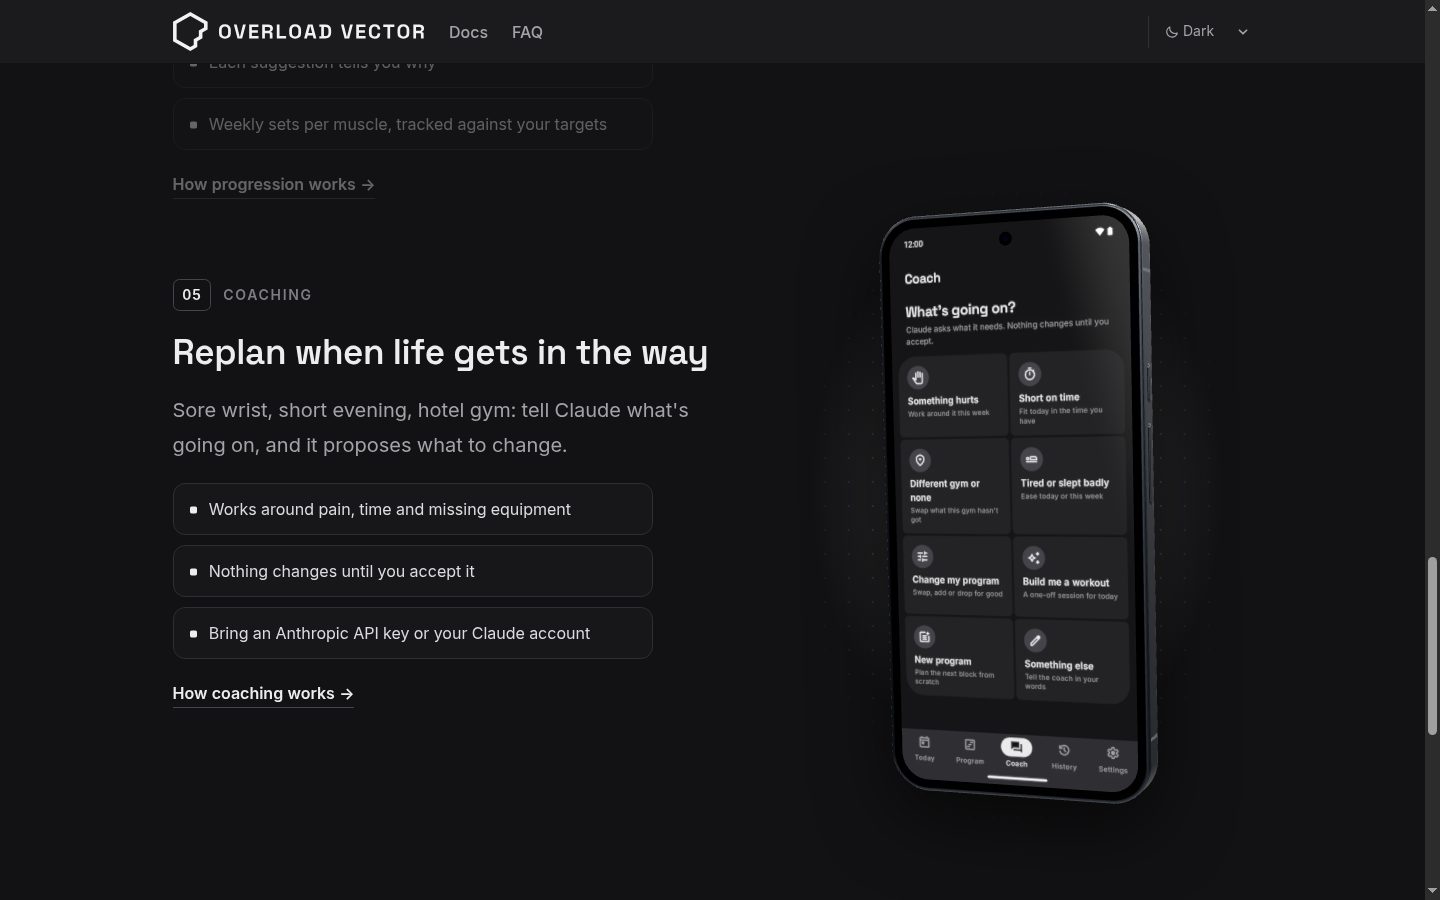 OVERLOAD VECTOR
Docs
FAQ
Dark
Each suggestion tells you why
Weekly sets per muscle, tracked against your targets
How progression works →
05
COACHING
Replan when life gets in the way
Sore wrist, short evening, hotel gym: tell Claude what's
going on, and it proposes what to change.
Works around pain, time and missing equipment
Nothing changes until you accept it
Bring an Anthropic API key or your Claude account
How coaching works →
12:00
Coach
What's going on?
Claude asks what it needs. Nothing changes until you
accept.
Something hurts
Work around it this week
Short on time
Fit today in the time you
have
Different gym or
none
Swap what this gym hasn't
got
Tired or slept badly
Ease today or this week
Change my program
Swap, add or drop for good
Build me a workout
A one-off session for today
New program
Plan the next block from
scratch
Something else
Tell the coach in your
words
Today
Program
Coach
History
Settings